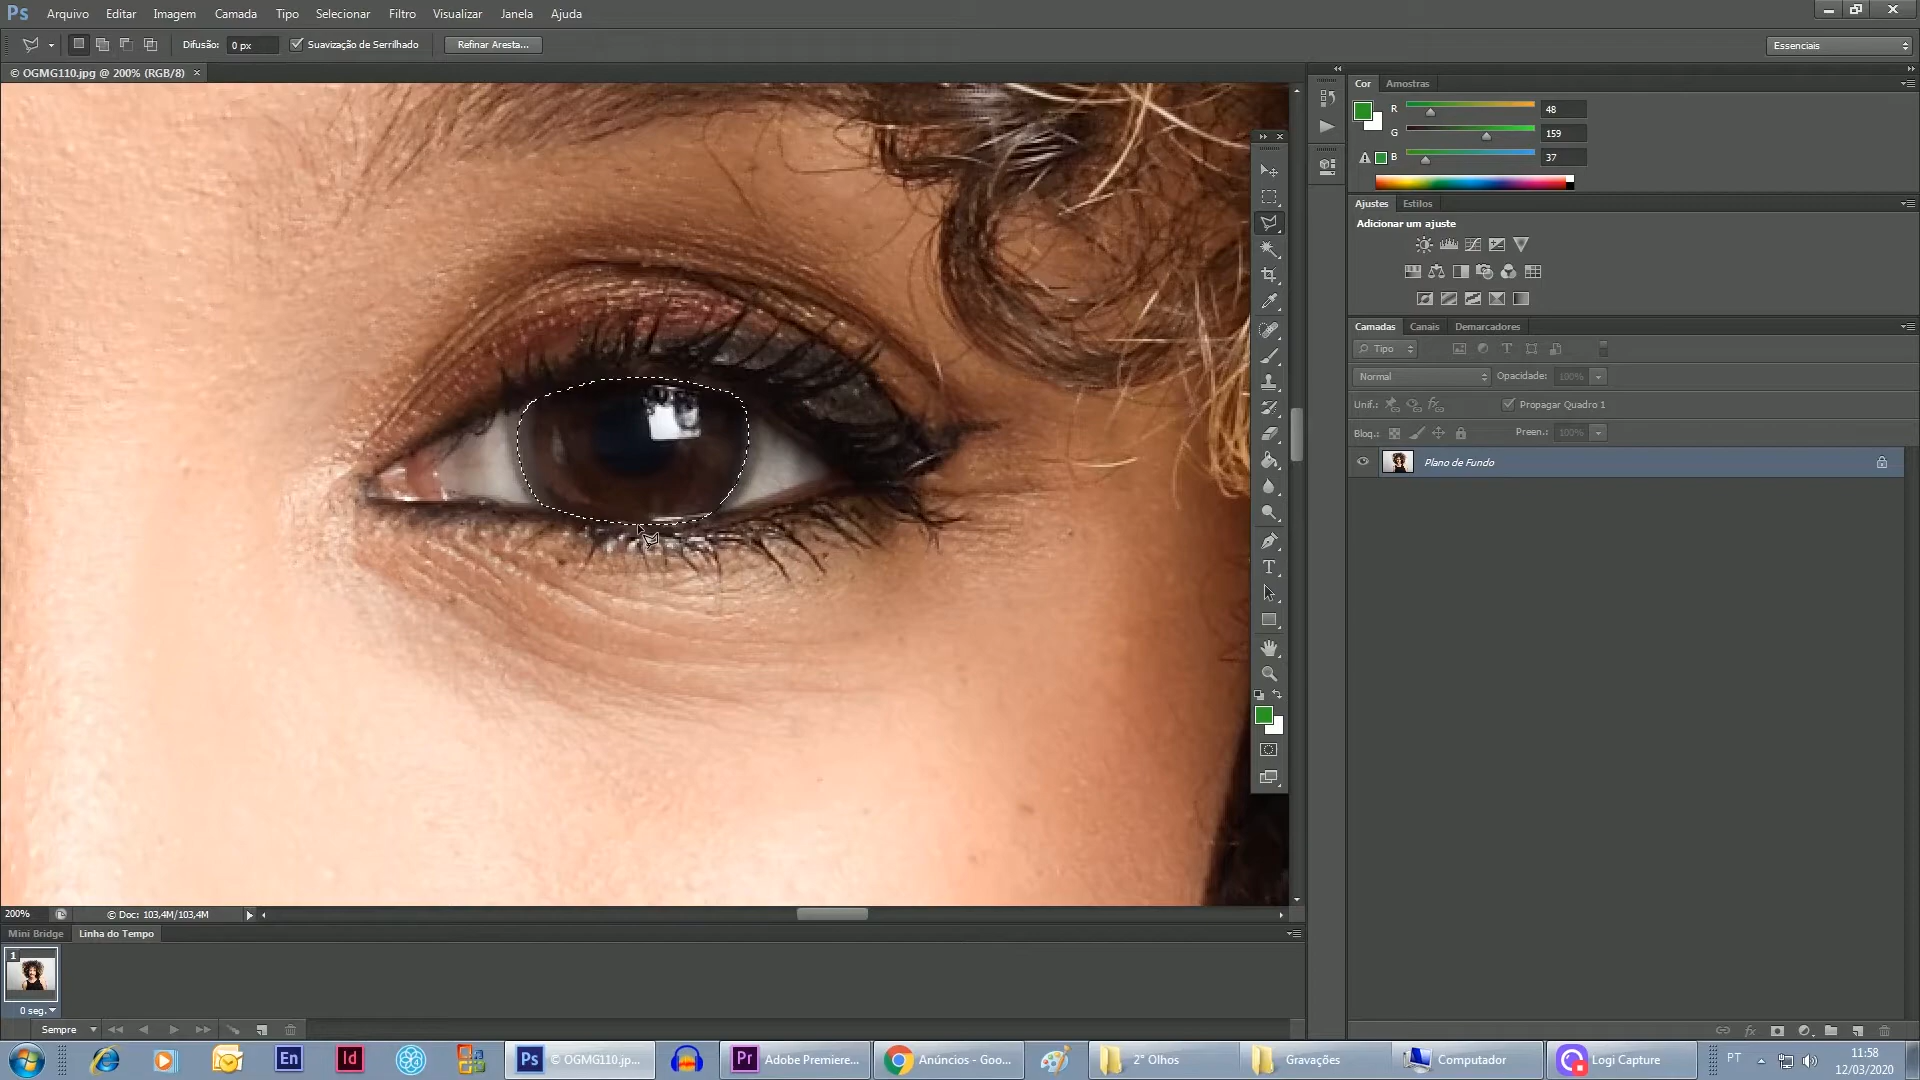 Ps Arquivo Editar Imagem Camada Tipo Selecionar Filtro Visualizar Janela Ajuda
Difusão: 0 px Suavização de Serrilhado Refinar Aresta... Essenciais
© OGMG110.jpg @ 200% (RGB/8) ×
Cor Amostras
R 48
G 159
B 37
Ajustes Estilos
Adicionar um ajuste
Camadas Canais Demarcadores
Tipo
Normal Opacidade: 100%
Unif.: Propagar Quadro 1
Bloq.: Preen.: 100%
Plano de Fundo
200% © Doc: 103,4M/103,4M
Mini Bridge Linha do Tempo
1
0 seg.
Sempre
En Id Ps © OGMG110.jp... Pr Adobe Premiere... Anúncios - Goo... 2° Olhos Gravações Computador Logi Capture PT 11:58
12/03/2020